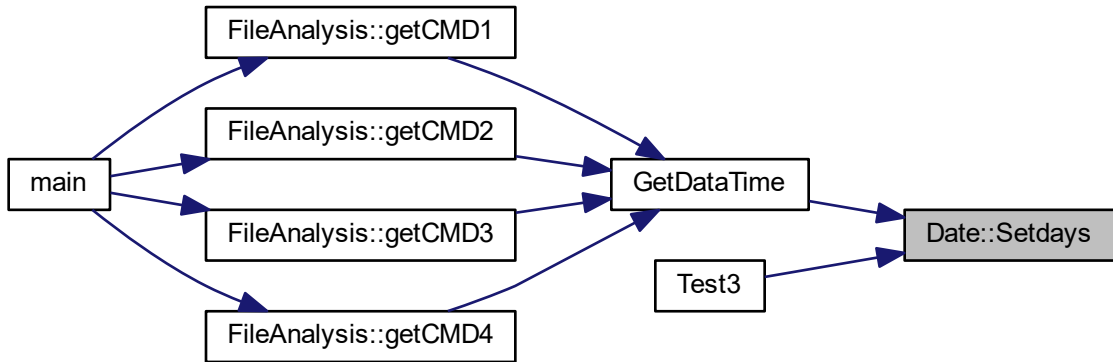 FileAnalysis::getCMD1
FileAnalysis::getCMD2
main
GetDataTime
FileAnalysis::getCMD3
Date::Setdays
Test3
FileAnalysis::getCMD4